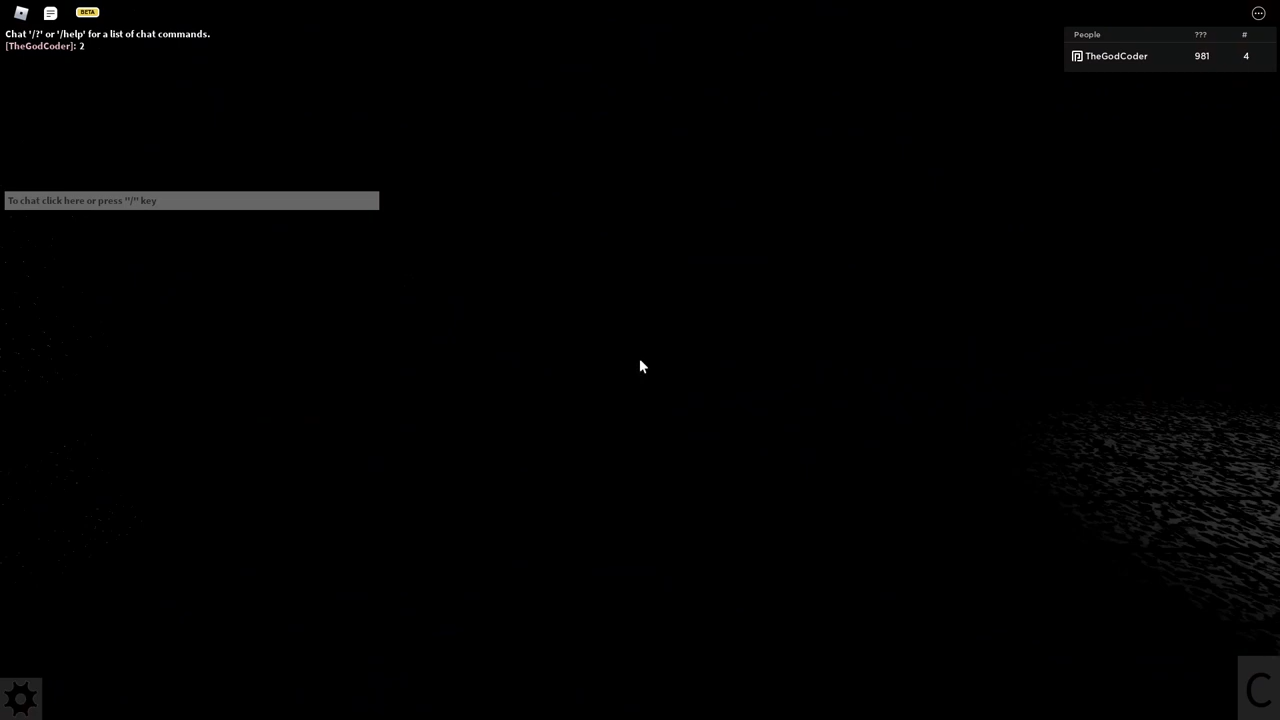 BETA
Chat '/?' or '/help' for a list of chat commands.
[TheGodCoder]: 2
People ??? #
TheGodCoder 981 4
To chat click here or press "/" key
C